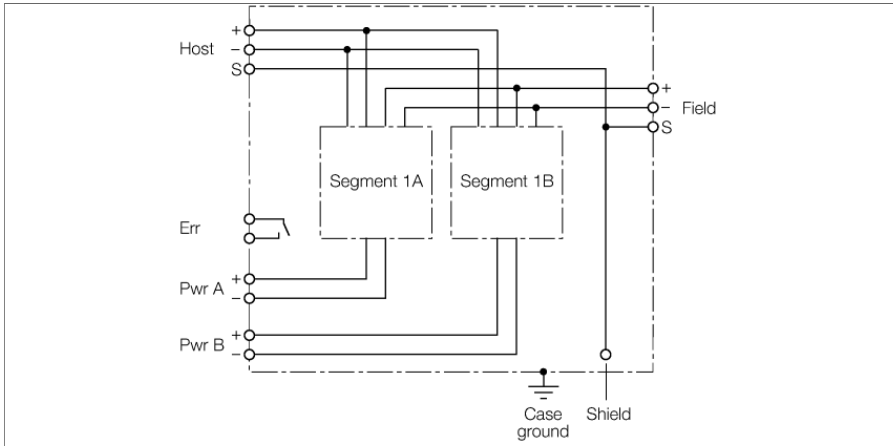 Host
+
−
S
+
− Field
S
Segment 1A
Segment 1B
Err
Pwr A
+
−
Pwr B
+
−
Case
ground
Shield